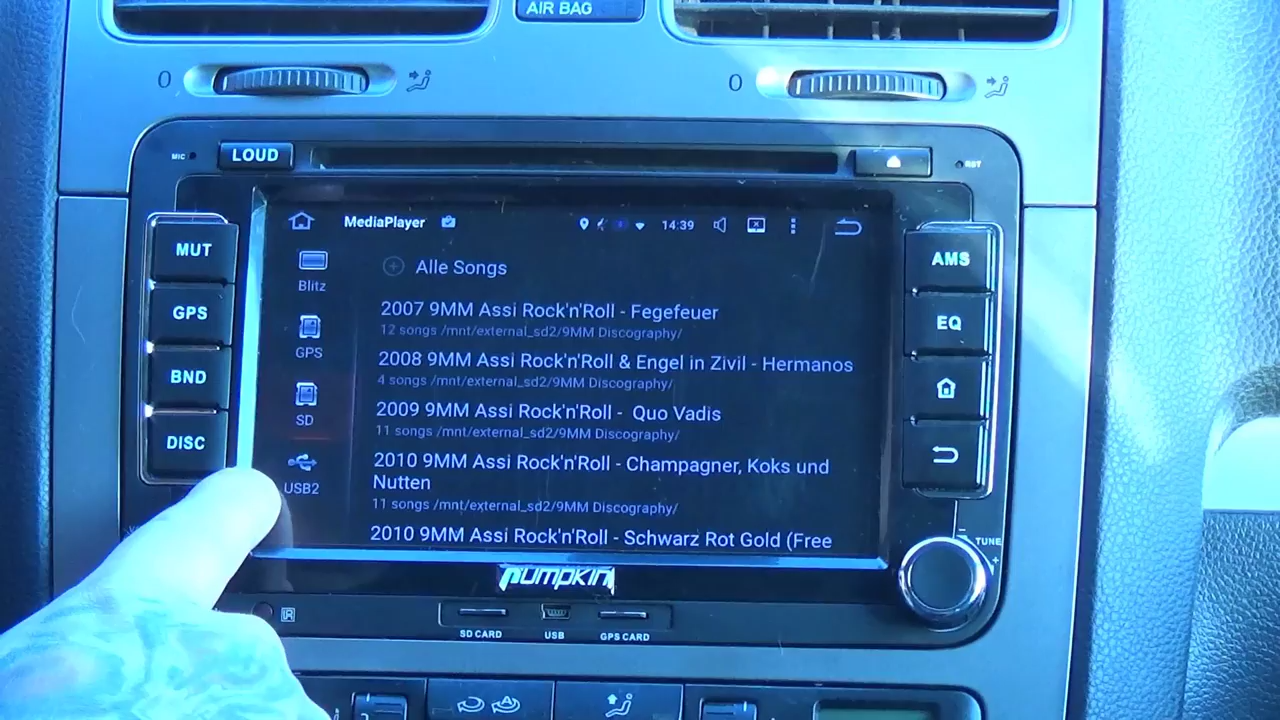 AIR BAG
0
0
MIC
LOUD
RST
MediaPlayer
14:39
MUT
GPS
BND
DISC
Blitz
GPS
SD
USB2
Alle Songs
2007 9MM Assi Rock'n'Roll - Fegefeuer
12 songs /mnt/external_sd2/9MM Discography/
2008 9MM Assi Rock'n'Roll & Engel in Zivil - Hermanos
4 songs /mnt/external_sd2/9MM Discography/
2009 9MM Assi Rock'n'Roll - Quo Vadis
11 songs /mnt/external_sd2/9MM Discography/
2010 9MM Assi Rock'n'Roll - Champagner, Koks und
Nutten
11 songs /mnt/external_sd2/9MM Discography/
2010 9MM Assi Rock'n'Roll - Schwarz Rot Gold (Free
AMS
EQ
TUNE
PUMPKIN
IR
SD CARD
USB
GPS CARD